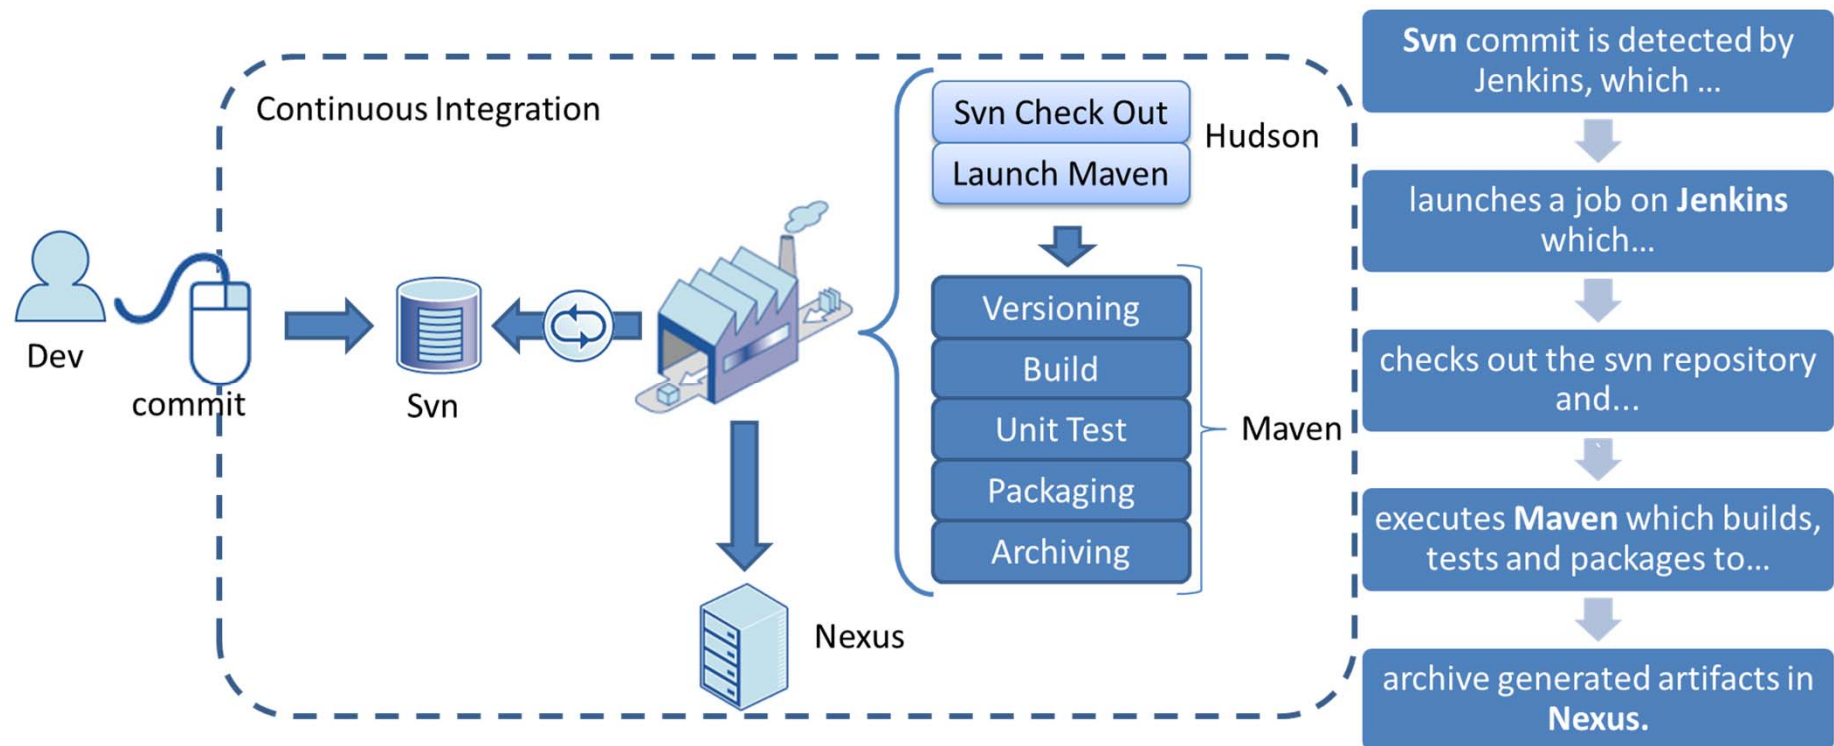 Continuous Integration
Dev
commit
Svn
Nexus
Svn Check Out
Launch Maven
Hudson
Versioning
Build
Unit Test
Packaging
Archiving
Maven
Svn commit is detected by
Jenkins, which ...
launches a job on Jenkins
which...
checks out the svn repository
and...
executes Maven which builds,
tests and packages to...
archive generated artifacts in
Nexus.